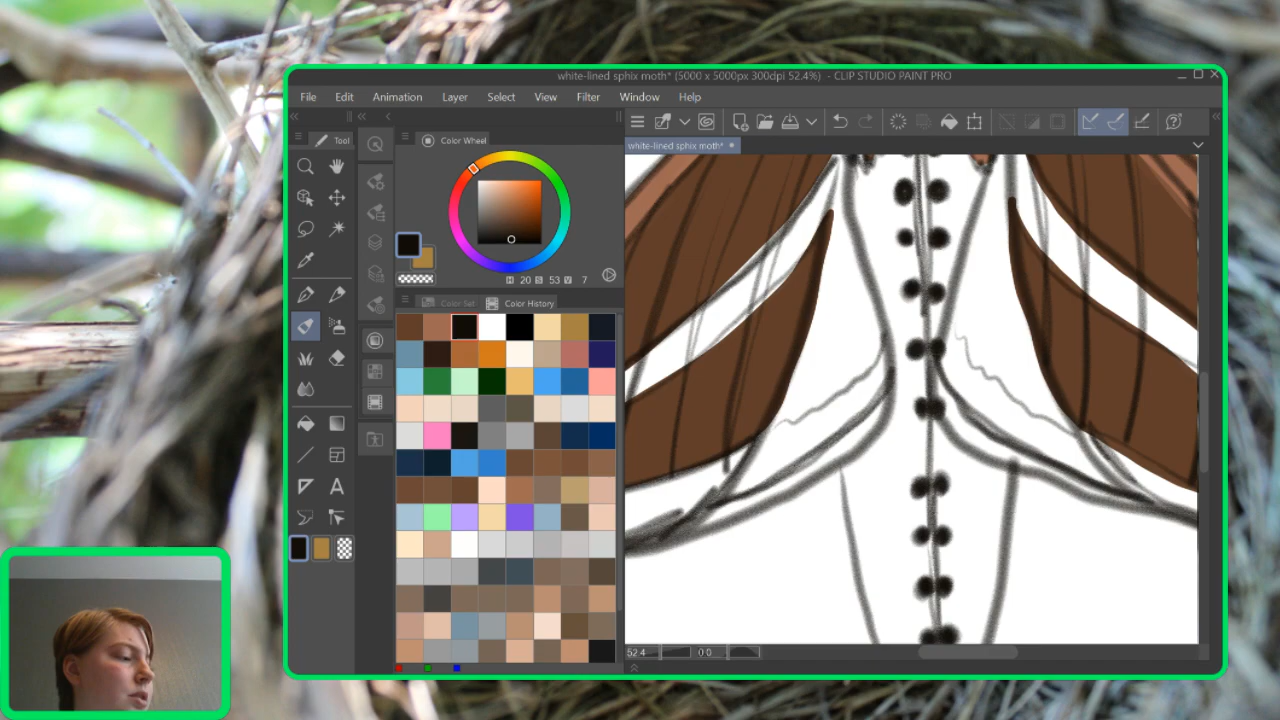 white-lined sphix moth* (5000 x 5000px 300dpi 52.4%) - CLIP STUDIO PAINT PRO
File Edit Animation Layer Select View Filter Window Help
Tool
Color Wheel
white-lined sphix moth*
H 20 S 53 V 7
Color Set Color History
A
52.4 0.0